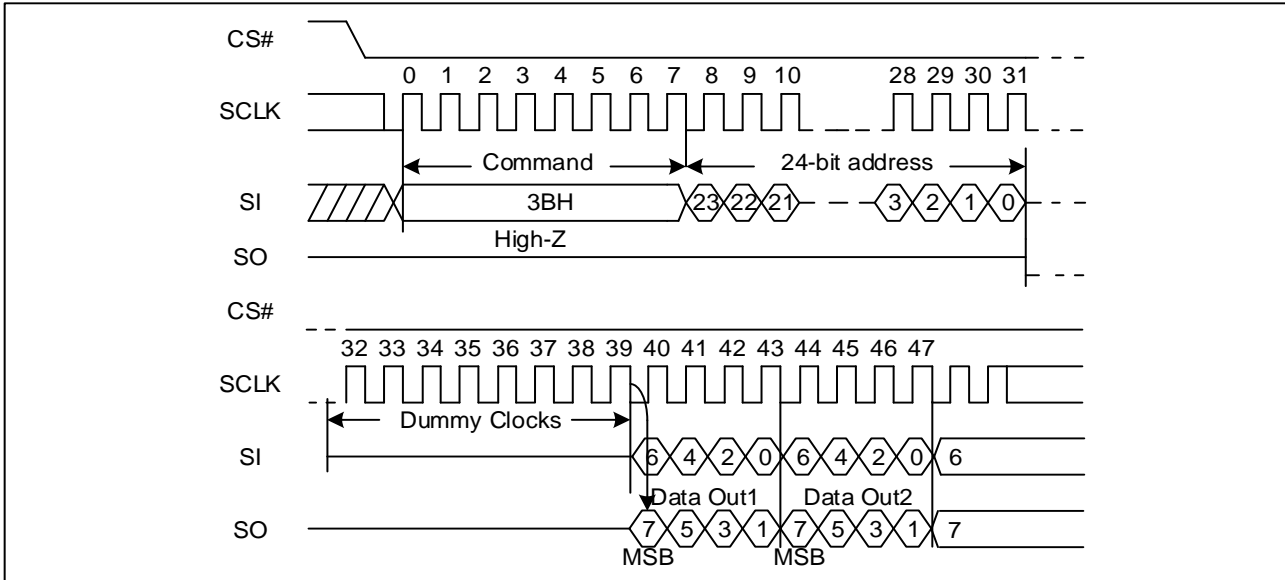 CS#
0 1 2 3 4 5 6 7 8 9 10 28 29 30 31
SCLK
Command 24-bit address
SI 3BH 23 22 21 3 2 1 0
High-Z
SO
CS#
32 33 34 35 36 37 38 39 40 41 42 43 44 45 46 47
SCLK
Dummy Clocks
SI 6 4 2 0 6 4 2 0 6
Data Out1 Data Out2
SO 7 5 3 1 7 5 3 1 7
MSB MSB